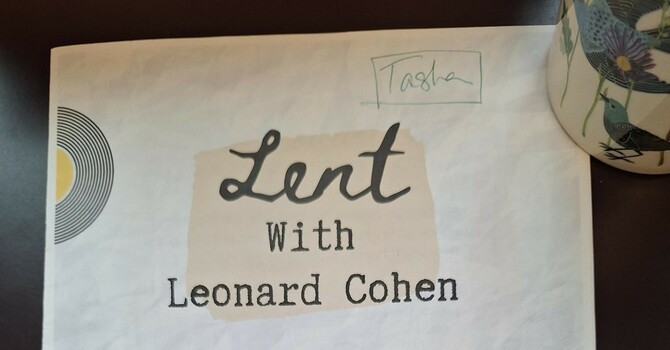 Tasha
Lent
With
Leonard Cohen